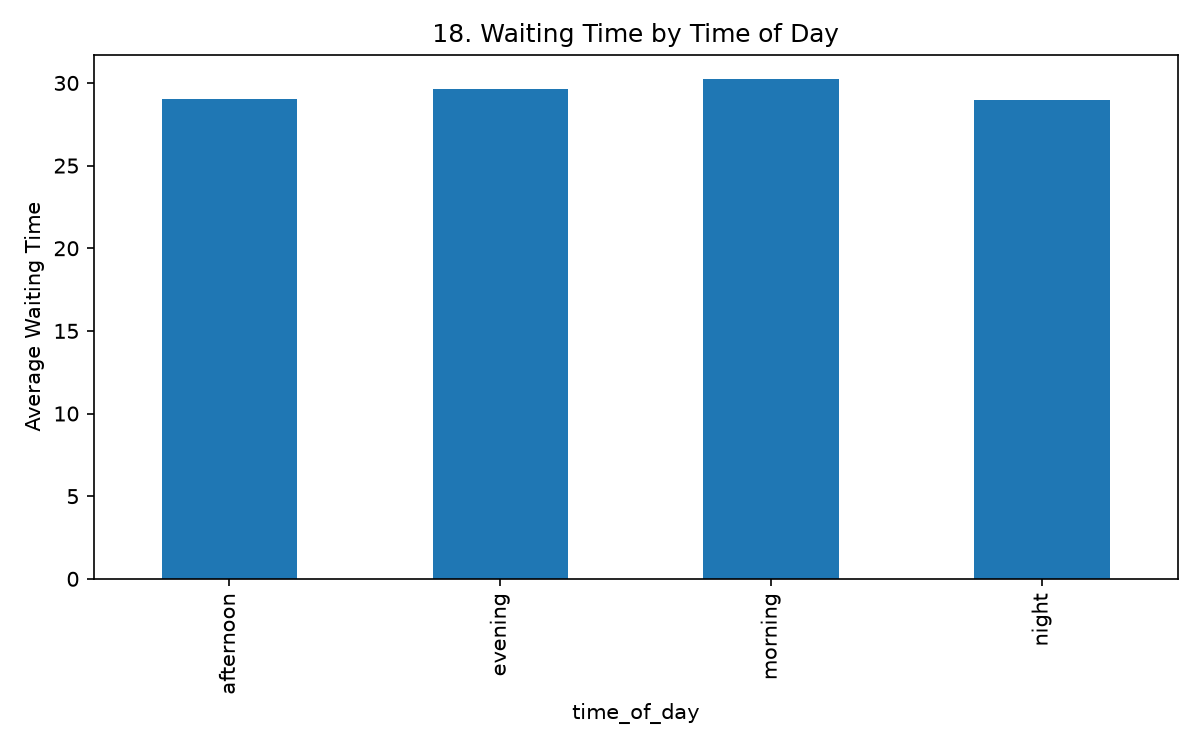 18. Waiting Time by Time of Day
Average Waiting Time
30
25
20
15
10
5
0
afternoon
evening
morning
night
time_of_day